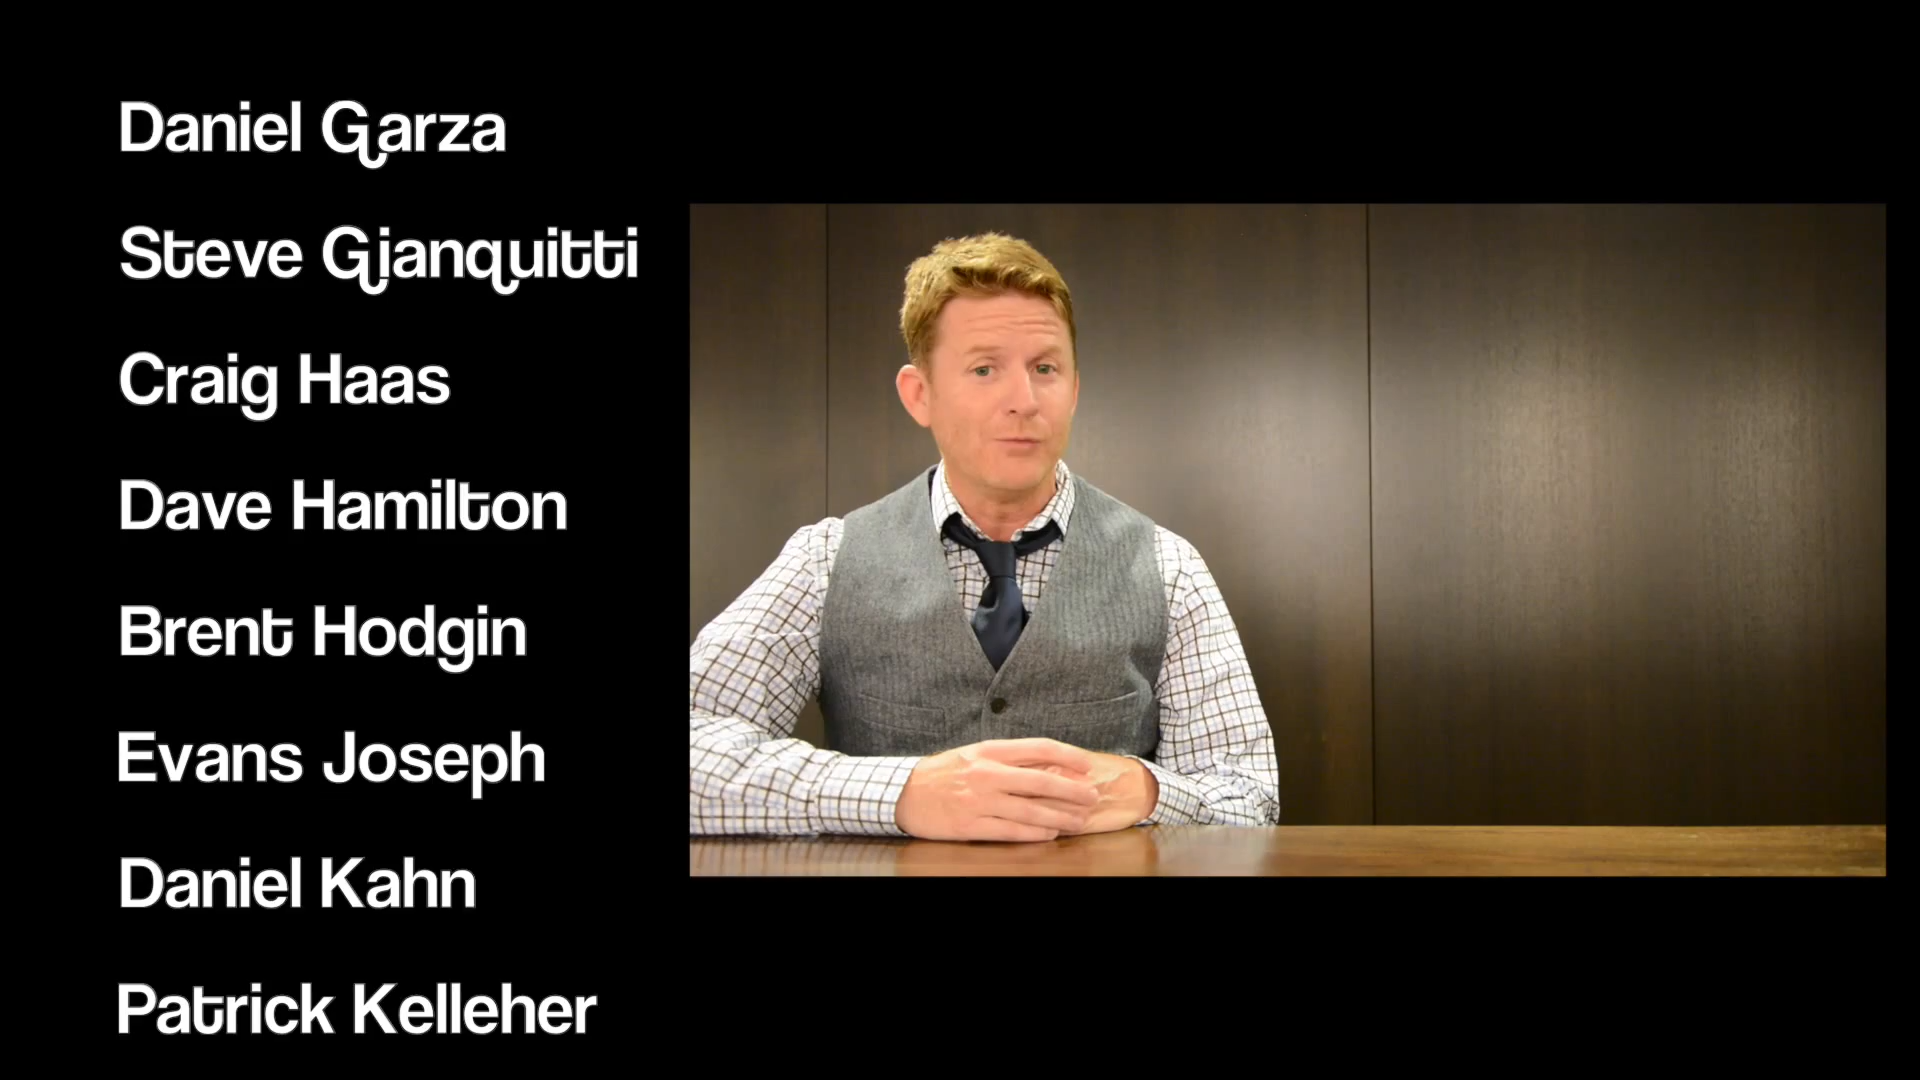 Daniel Garza
Steve Gianquitti
Craig Haas
Dave Hamilton
Brent Hodgin
Evans Joseph
Daniel Kahn
Patrick Kelleher